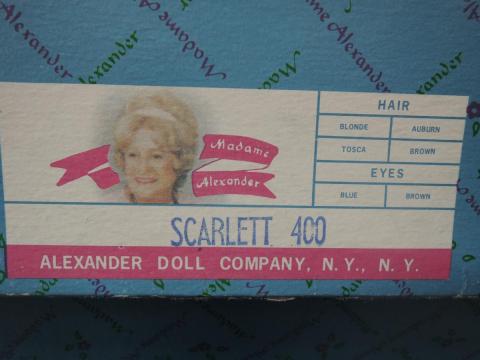 Madame
Alexander
HAIR
BLONDE AUBURN
TOSCA BROWN
EYES
BLUE BROWN
SCARLETT 400
ALEXANDER DOLL COMPANY, N. Y., N. Y.